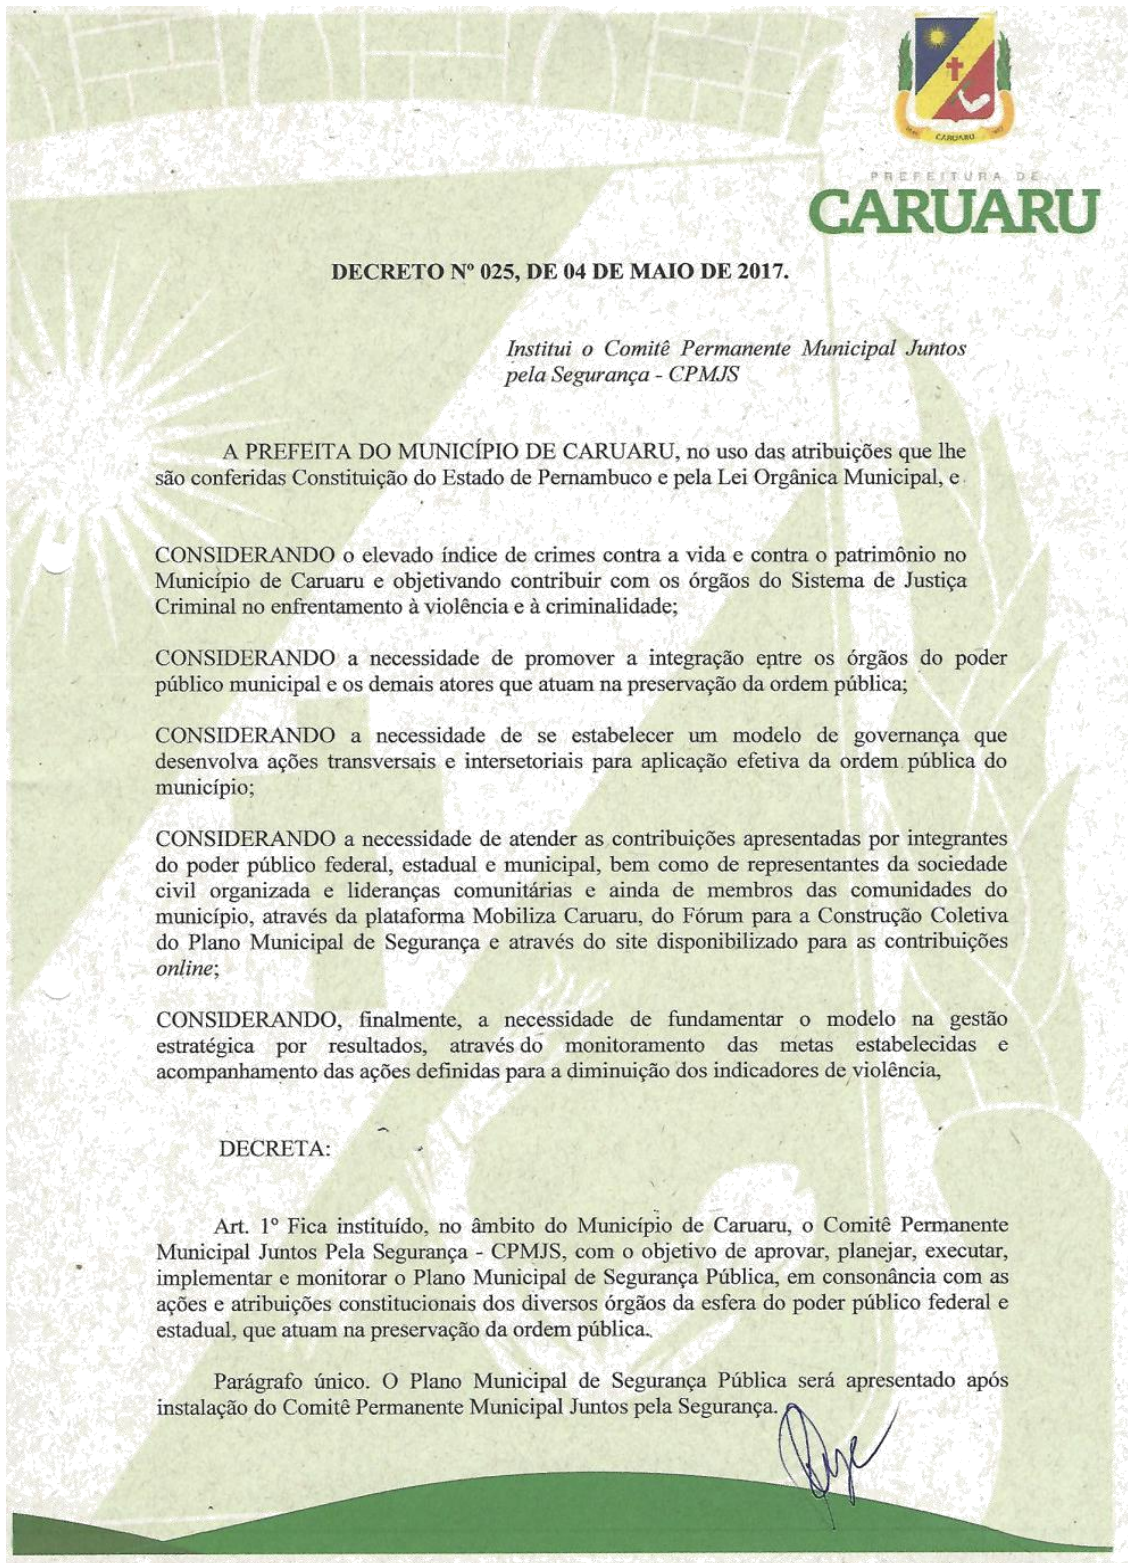 CARUARU
PREFEITURA DE
CARUARU
DECRETO Nº 025, DE 04 DE MAIO DE 2017.
Institui o Comitê Permanente Municipal Juntos
pela Segurança - CPMJS
A PREFEITA DO MUNICÍPIO DE CARUARU, no uso das atribuições que lhe
são conferidas Constituição do Estado de Pernambuco e pela Lei Orgânica Municipal, e
CONSIDERANDO o elevado índice de crimes contra a vida e contra o patrimônio no
Município de Caruaru e objetivando contribuir com os órgãos do Sistema de Justiça
Criminal no enfrentamento à violência e à criminalidade;
CONSIDERANDO a necessidade de promover a integração entre os órgãos do poder
público municipal e os demais atores que atuam na preservação da ordem pública;
CONSIDERANDO a necessidade de se estabelecer um modelo de governança que
desenvolva ações transversais e intersetoriais para aplicação efetiva da ordem pública do
município;
CONSIDERANDO a necessidade de atender as contribuições apresentadas por integrantes
do poder público federal, estadual e municipal, bem como de representantes da sociedade
civil organizada e lideranças comunitárias e ainda de membros das comunidades do
município, através da plataforma Mobiliza Caruaru, do Fórum para a Construção Coletiva
do Plano Municipal de Segurança e através do site disponibilizado para as contribuições
online;
CONSIDERANDO, finalmente, a necessidade de fundamentar o modelo na gestão
estratégica por resultados, através do monitoramento das metas estabelecidas e
acompanhamento das ações definidas para a diminuição dos indicadores de violência,
DECRETA:
Art. 1º Fica instituído, no âmbito do Município de Caruaru, o Comitê Permanente
Municipal Juntos Pela Segurança - CPMJS, com o objetivo de aprovar, planejar, executar,
implementar e monitorar o Plano Municipal de Segurança Pública, em consonância com as
ações e atribuições constitucionais dos diversos órgãos da esfera do poder público federal e
estadual, que atuam na preservação da ordem pública.
Parágrafo único. O Plano Municipal de Segurança Pública será apresentado após
instalação do Comitê Permanente Municipal Juntos pela Segurança.